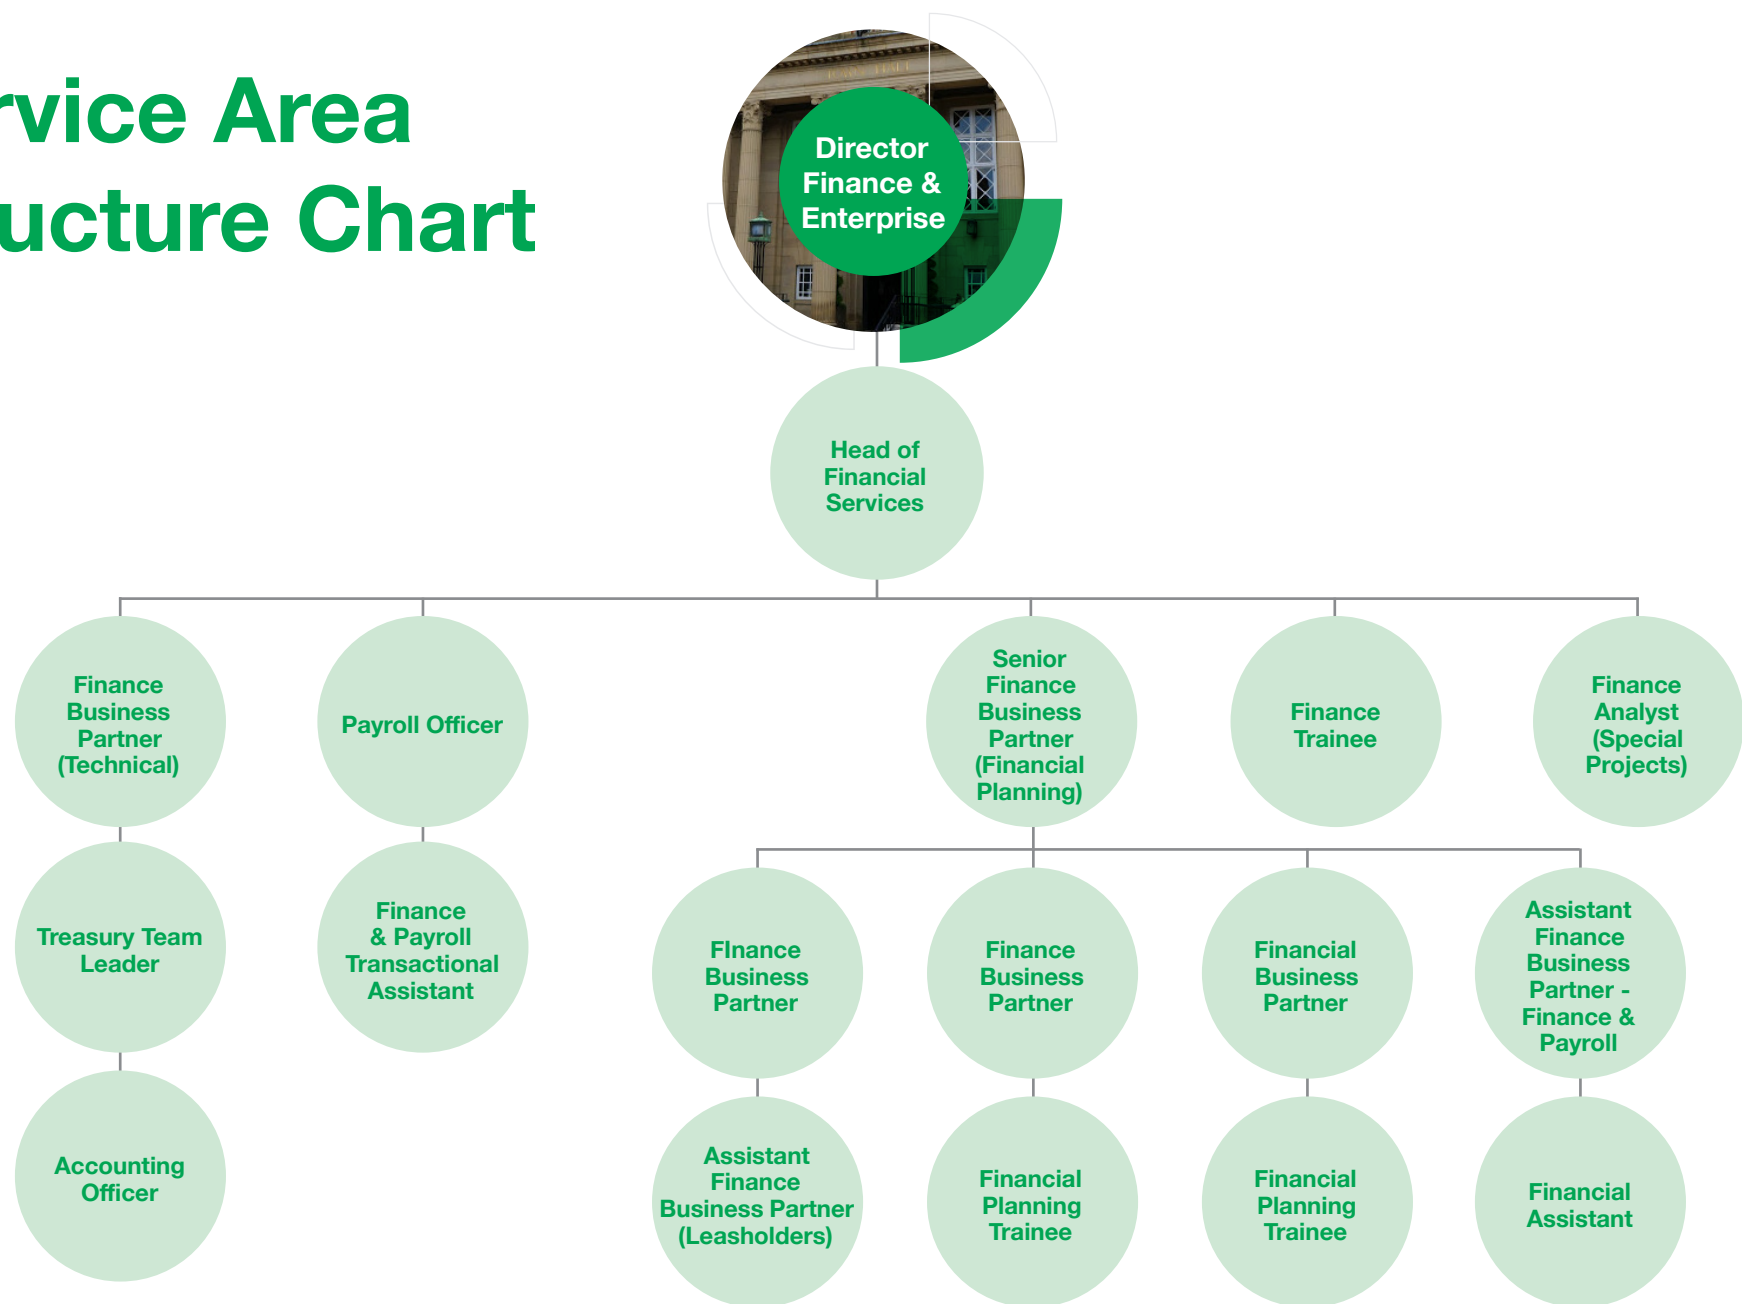 rvice Area
ucture Chart
Director
Finance &
Enterprise
Head of
Financial
Services
Finance
Business
Partner
(Technical)
Payroll Officer
Senior
Finance
Business
Partner
(Financial
Planning)
Finance
Trainee
Finance
Analyst
(Special
Projects)
Treasury Team
Leader
Finance
& Payroll
Transactional
Assistant
FInance
Business
Partner
Finance
Business
Partner
Financial
Business
Partner
Assistant
Finance
Business
Partner -
Finance &
Payroll
Accounting
Officer
Assistant
Finance
Business Partner
(Leasholders)
Financial
Planning
Trainee
Financial
Planning
Trainee
Financial
Assistant